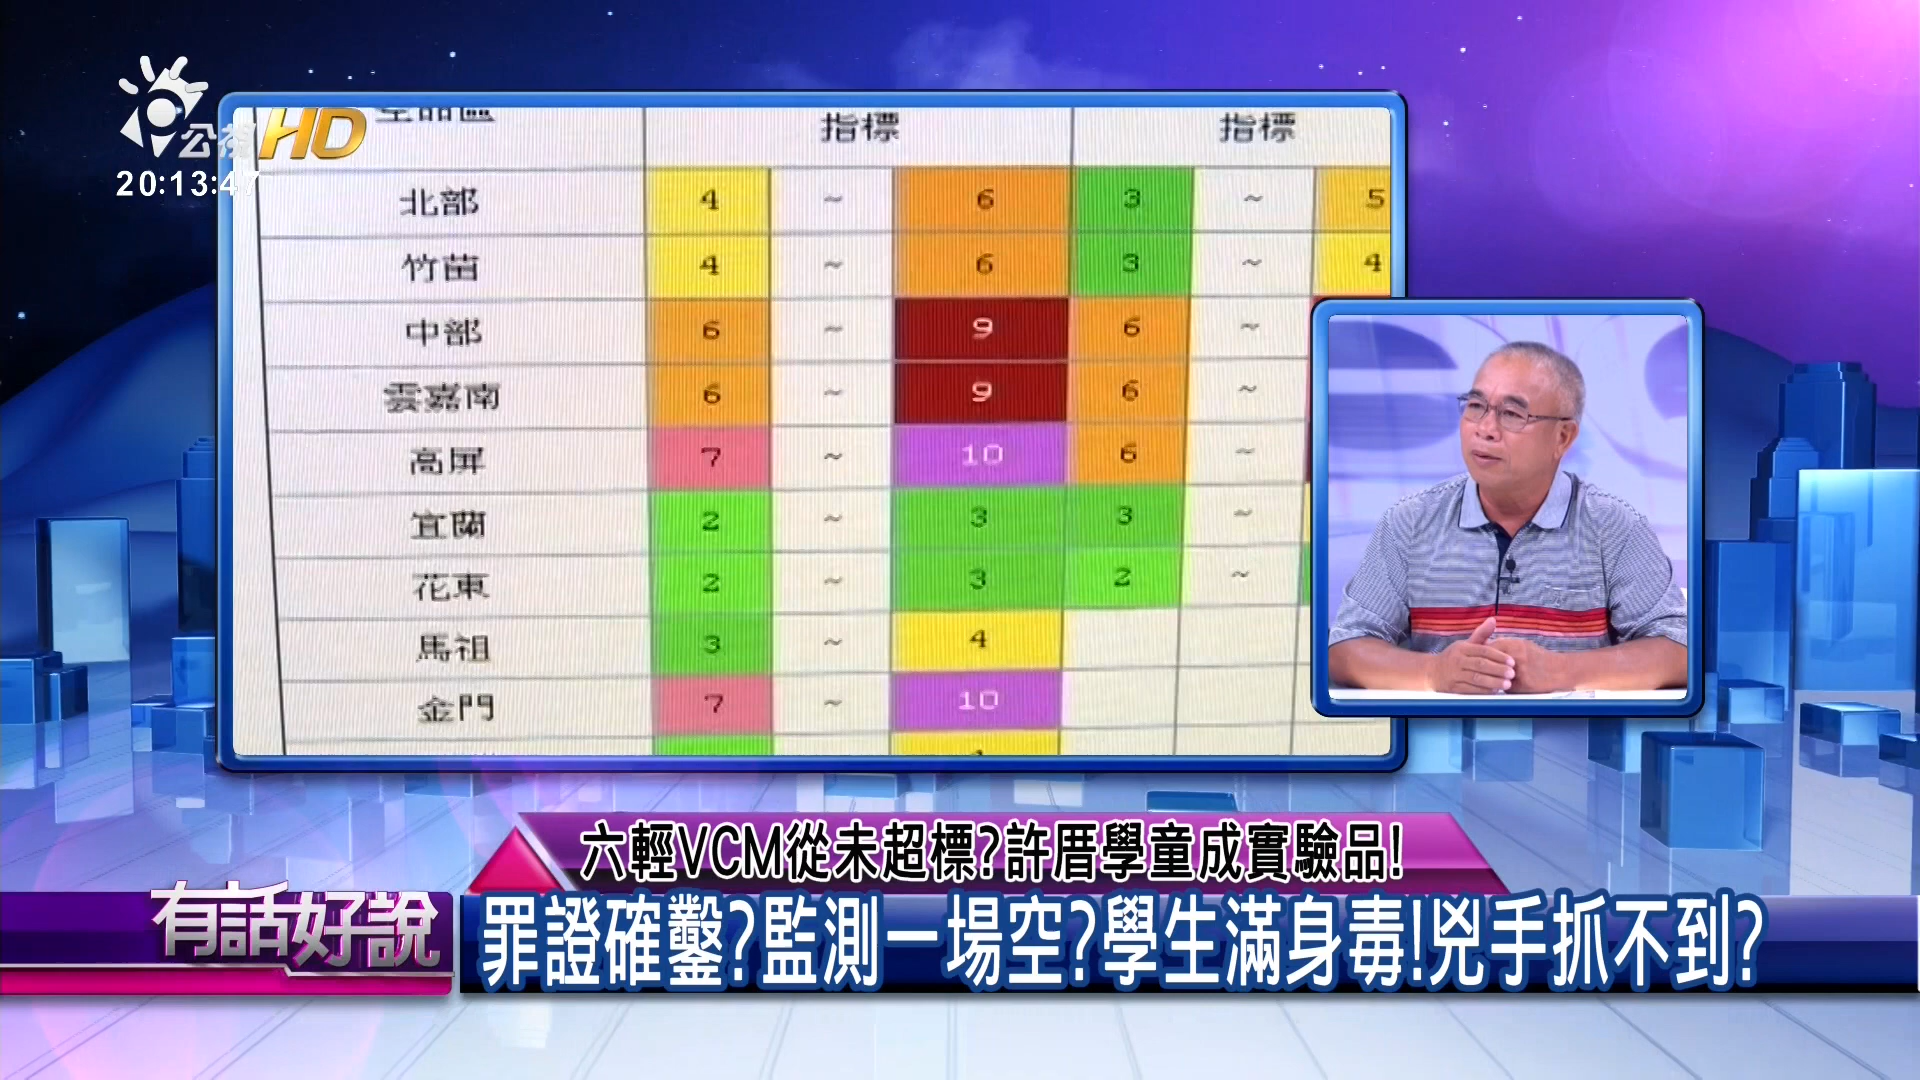 公視 HD
20:13:47
空品區 指標 指標
北部 4 ~ 6 3 ~ 5
竹苗 4 ~ 6 3 ~ 4
中部 6 ~ 9 6 ~
雲嘉南 6 ~ 9 6 ~
高屏 7 ~ 10 6 ~
宜蘭 2 ~ 3 3 ~
花東 2 ~ 3 2 ~
馬祖 3 ~ 4
金門 7 ~ 10
六輕VCM從未超標?許厝學童成實驗品!
有話好說
罪證確鑿?監測一場空?學生滿身毒!兇手抓不到?